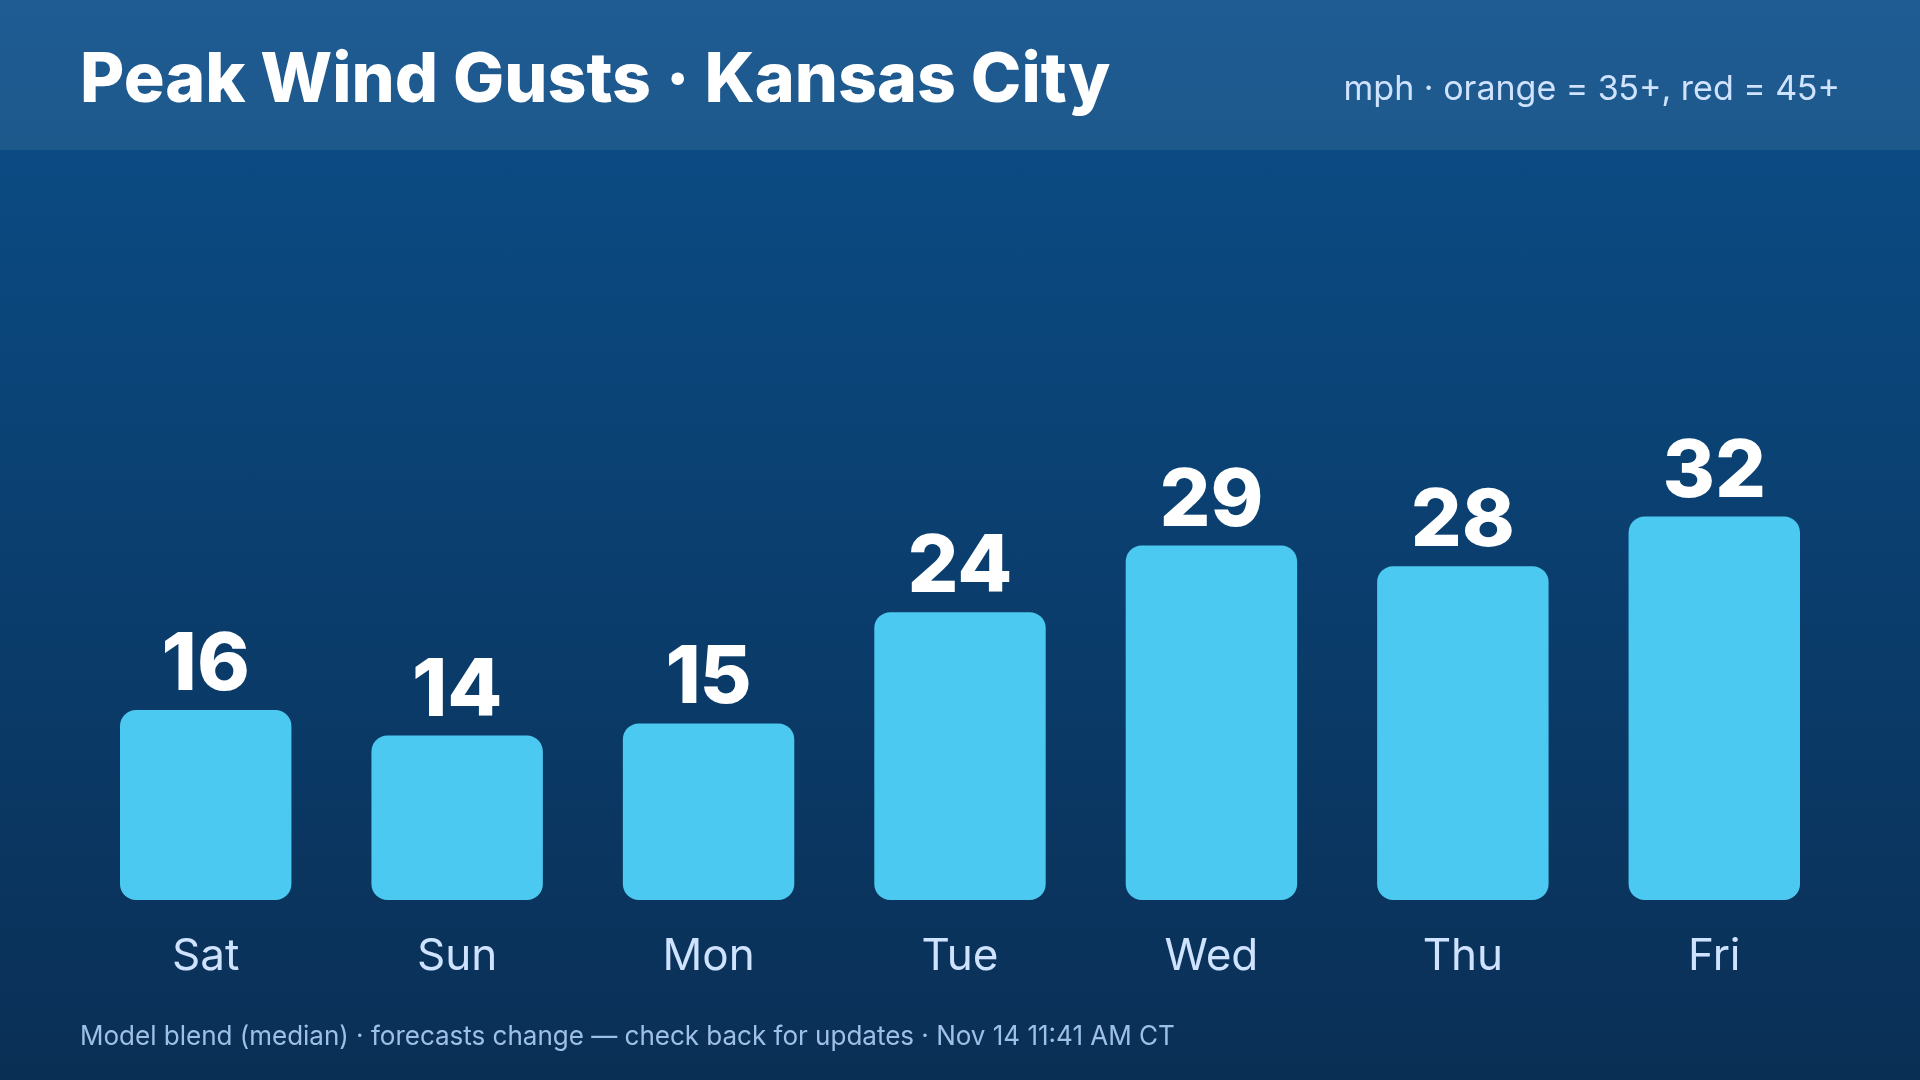 Peak Wind Gusts · Kansas City
mph · orange = 35+, red = 45+
16
14
15
24
29
28
32
Sat
Sun
Mon
Tue
Wed
Thu
Fri
Model blend (median) · forecasts change — check back for updates · Nov 14 11:41 AM CT